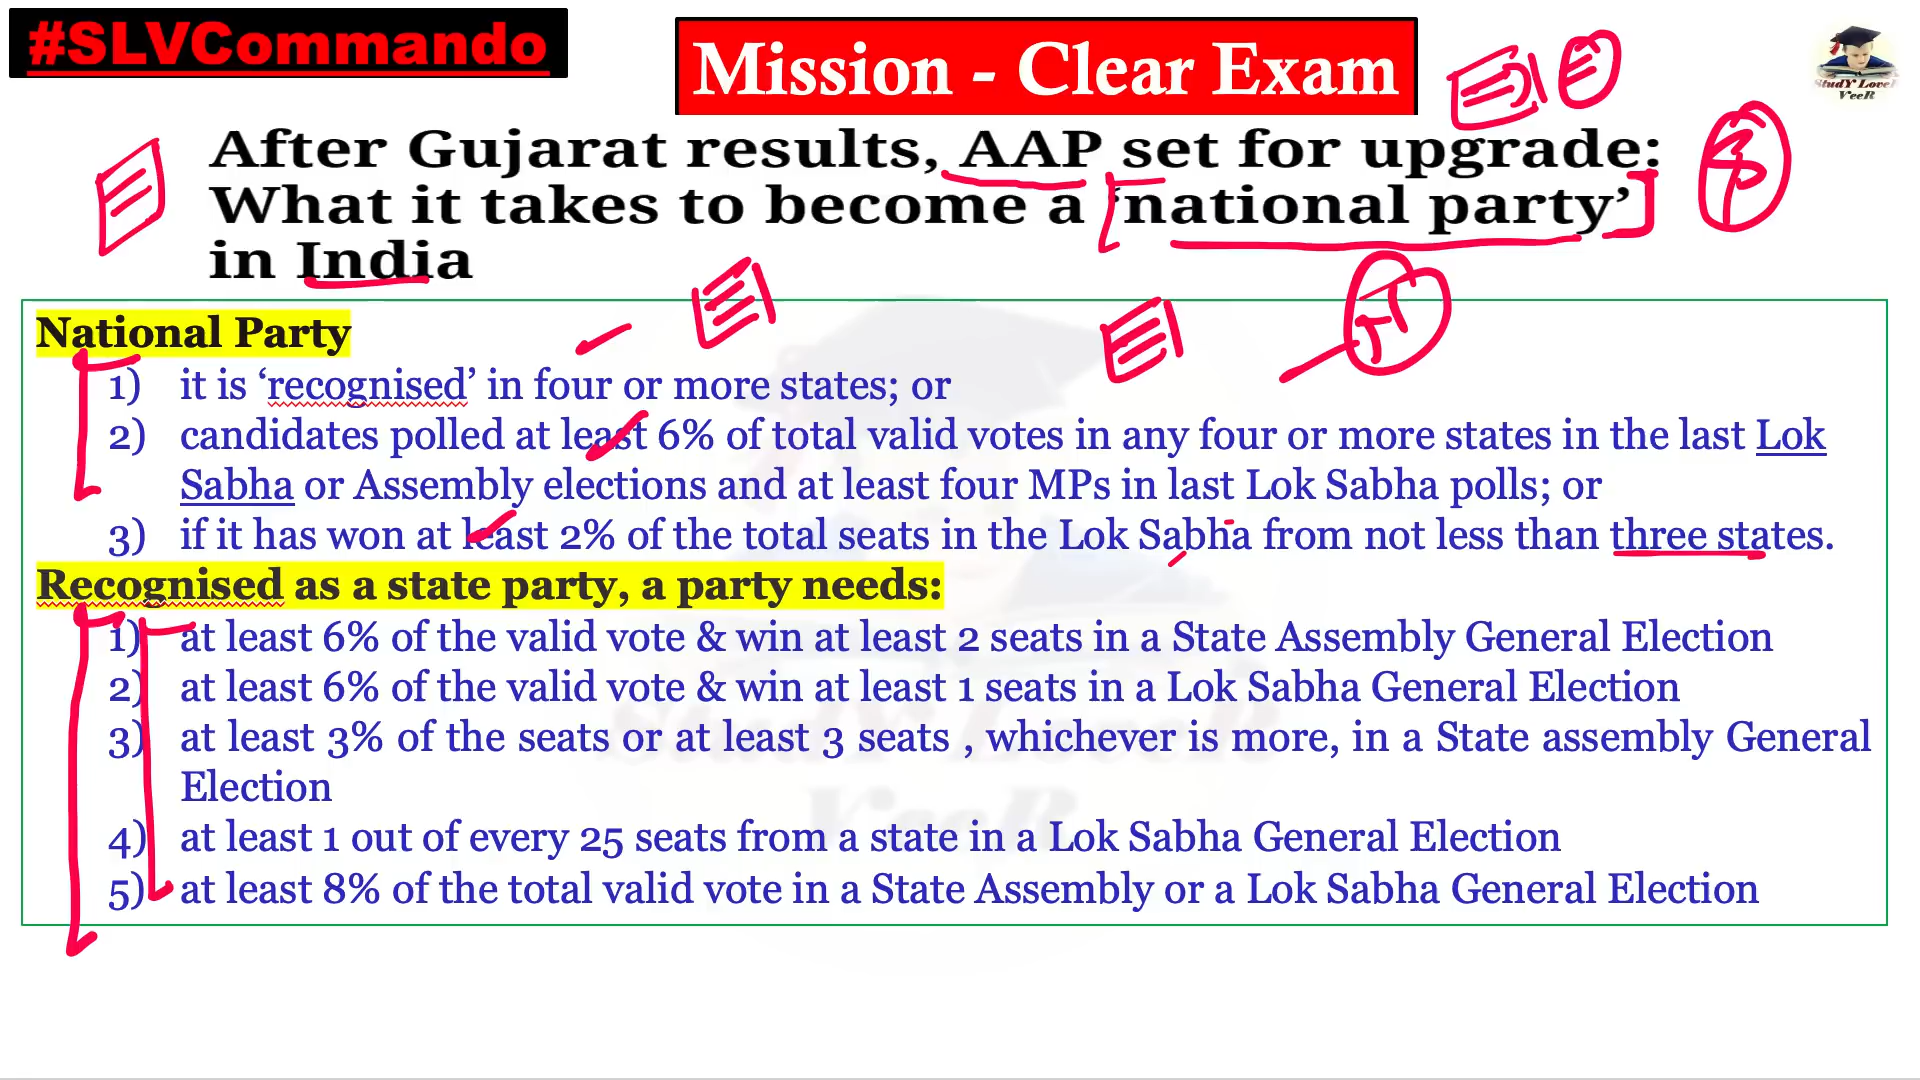 #SLVCommando
Mission - Clear Exam
StudY LoveR
VeeR
After Gujarat results, AAP set for upgrade:
What it takes to become a ‘national party’
in India
National Party
1) it is ‘recognised’ in four or more states; or
2) candidates polled at least 6% of total valid votes in any four or more states in the last Lok
Sabha or Assembly elections and at least four MPs in last Lok Sabha polls; or
3) if it has won at least 2% of the total seats in the Lok Sabha from not less than three states.
Recognised as a state party, a party needs:
1) at least 6% of the valid vote & win at least 2 seats in a State Assembly General Election
2) at least 6% of the valid vote & win at least 1 seats in a Lok Sabha General Election
3) at least 3% of the seats or at least 3 seats , whichever is more, in a State assembly General
Election
4) at least 1 out of every 25 seats from a state in a Lok Sabha General Election
5) at least 8% of the total valid vote in a State Assembly or a Lok Sabha General Election
StudY LoveR
VeeR